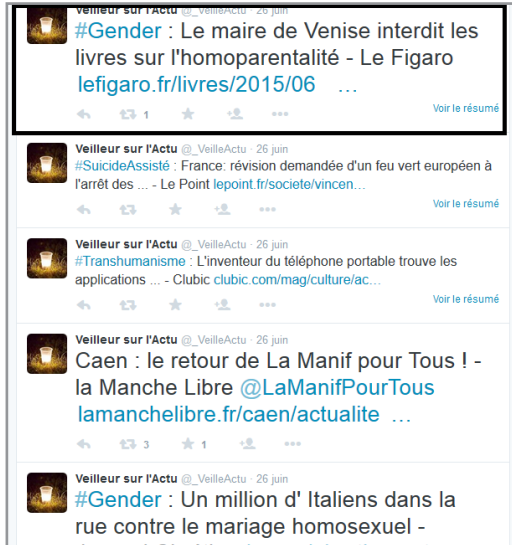 Veilleur sur l'Actu @_VeilleActu · 26 juin
#Gender : Le maire de Venise interdit les
livres sur l'homoparentalité - Le Figaro
lefigaro.fr/livres/2015/06 ...
1
Voir le résumé
Veilleur sur l'Actu @_VeilleActu · 26 juin
#SuicideAssisté : France: révision demandée d'un feu vert européen à
l'arrêt des ... - Le Point lepoint.fr/societe/vincen...
Voir le résumé
Veilleur sur l'Actu @_VeilleActu · 26 juin
#Transhumanisme : L'inventeur du téléphone portable trouve les
applications ... - Clubic clubic.com/mag/culture/ac...
Voir le résumé
Veilleur sur l'Actu @_VeilleActu · 26 juin
Caen : le retour de La Manif pour Tous ! -
la Manche Libre @LaManifPourTous
lamanchelibre.fr/caen/actualite ...
3 1
Veilleur sur l'Actu @_VeilleActu · 26 juin
#Gender : Un million d' Italiens dans la
rue contre le mariage homosexuel -